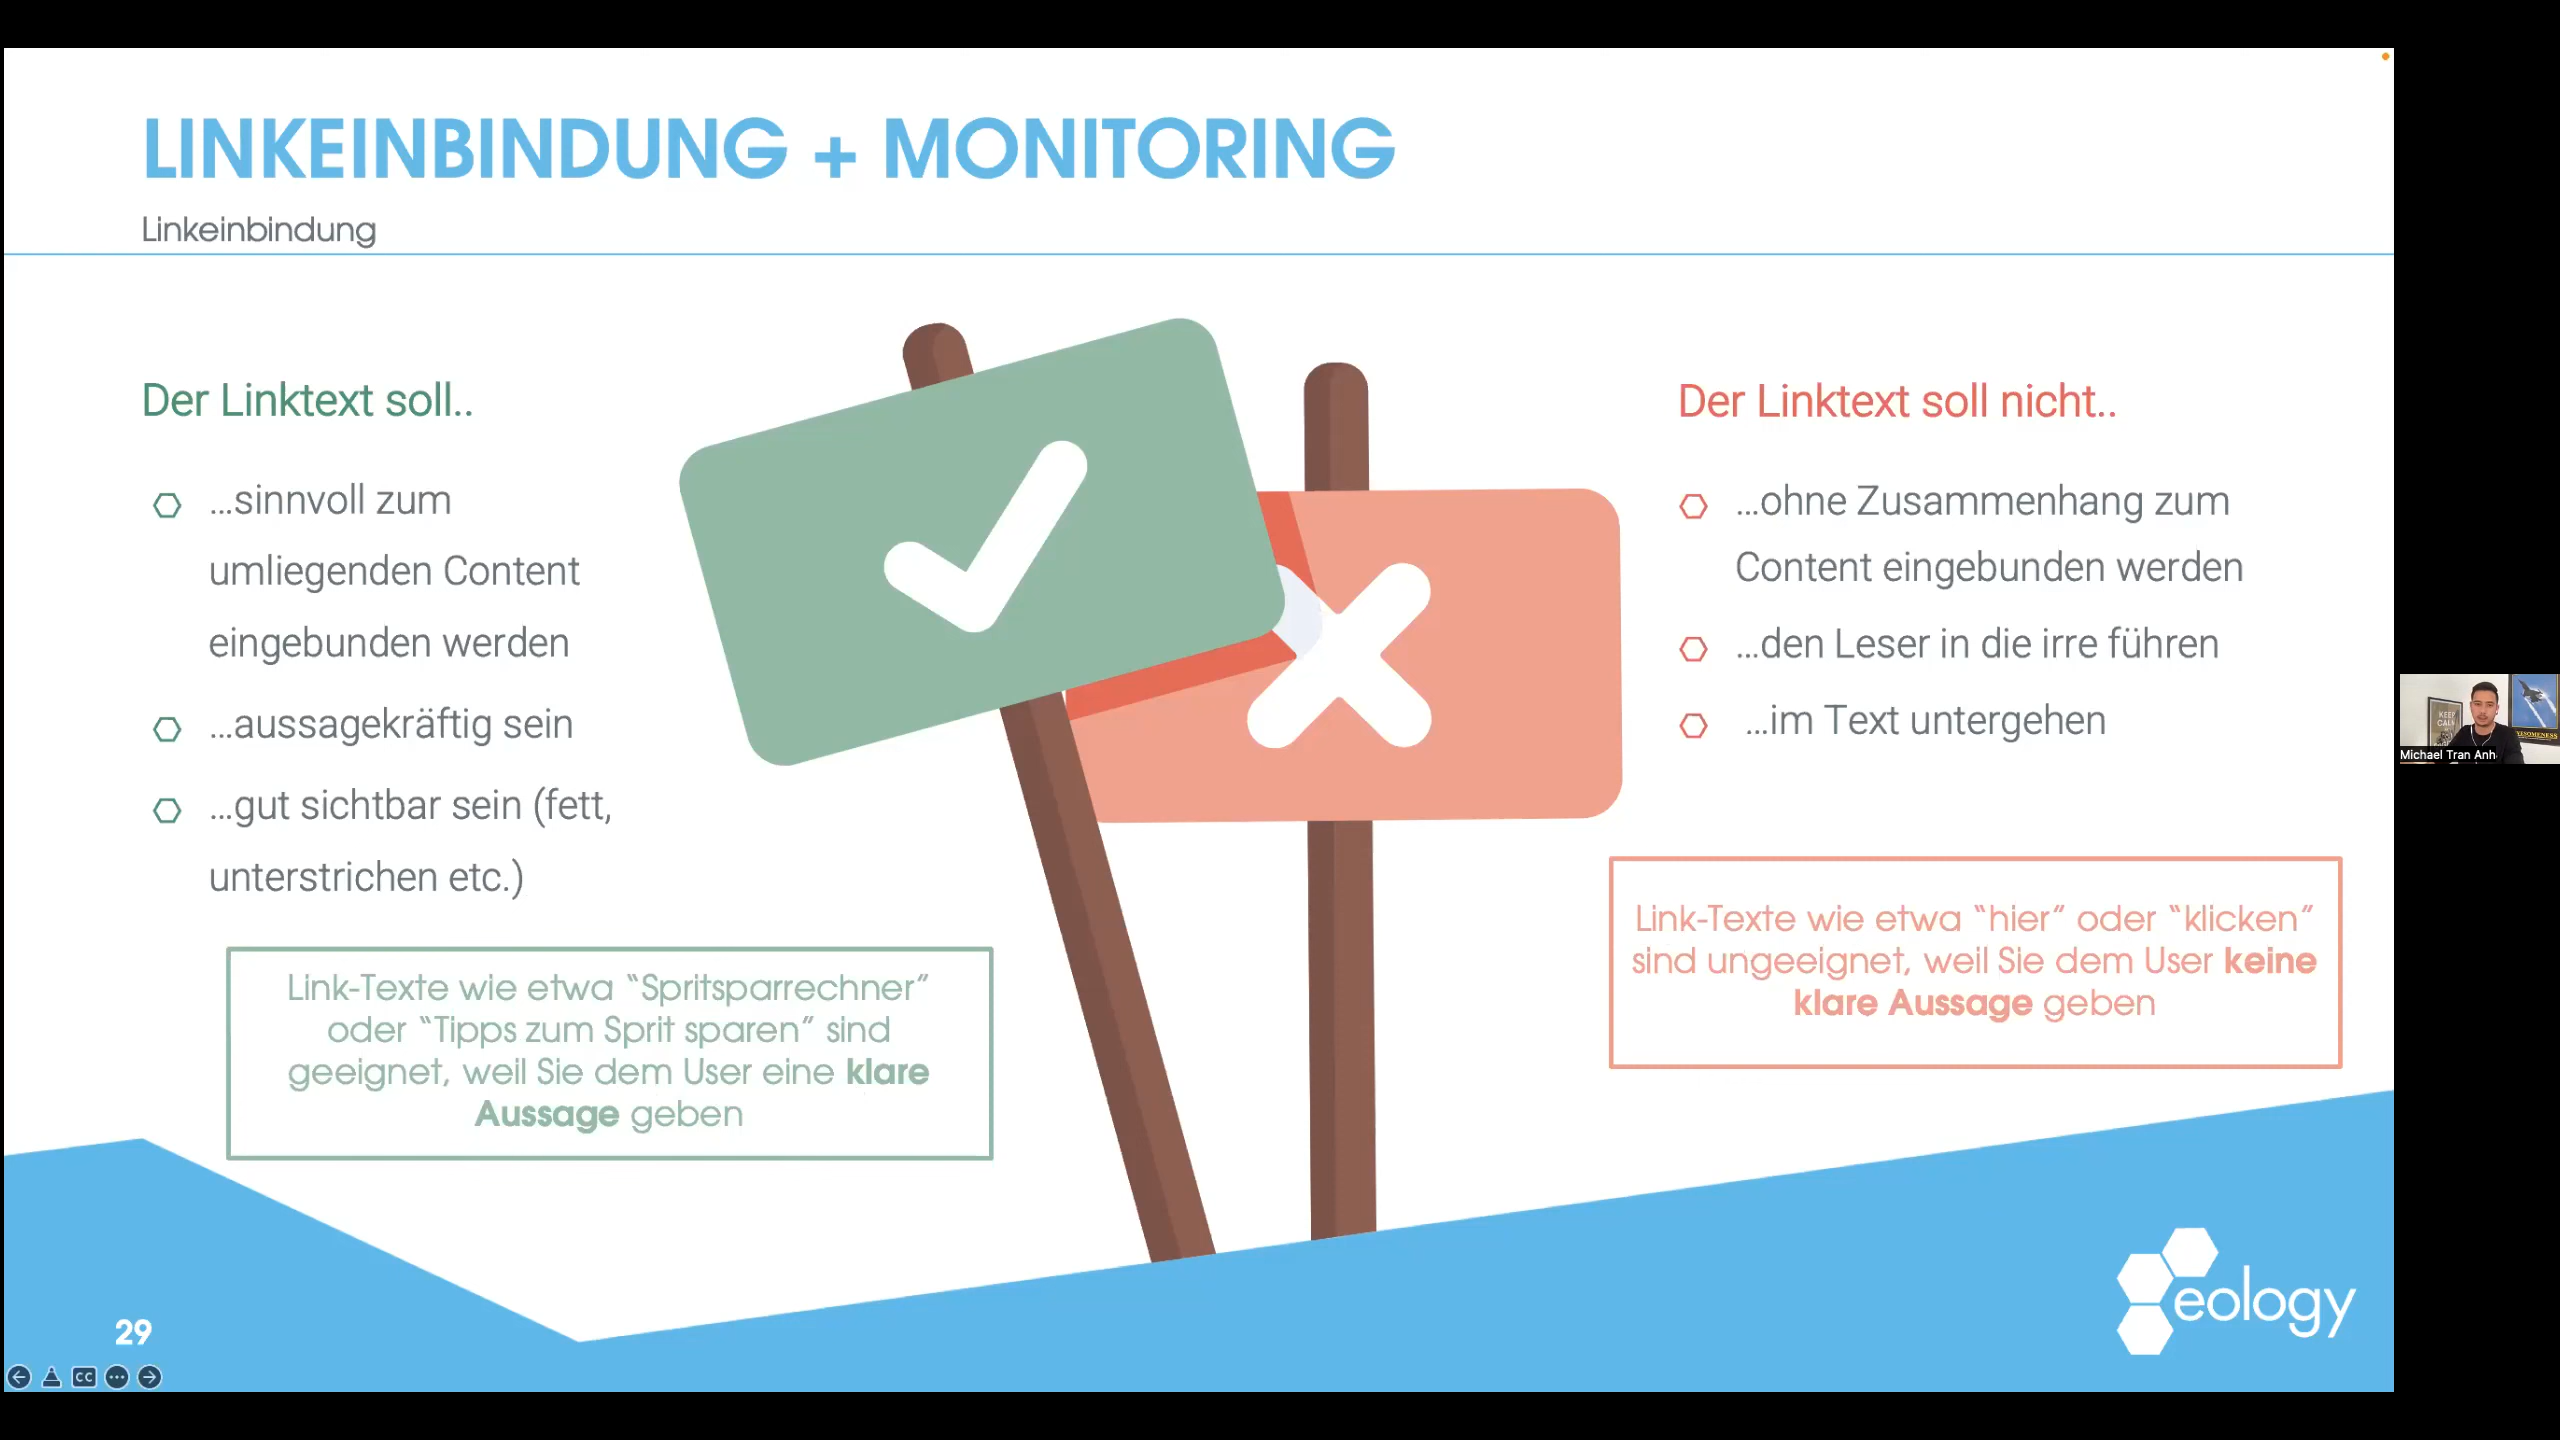 LINKEINBINDUNG + MONITORING
Linkeinbindung
Der Linktext soll..
...sinnvoll zum
umliegenden Content
eingebunden werden
...aussagekräftig sein
...gut sichtbar sein (fett,
unterstrichen etc.)
Link-Texte wie etwa “Spritsparrechner”
oder “Tipps zum Sprit sparen” sind
geeignet, weil Sie dem User eine klare
Aussage geben
Der Linktext soll nicht..
...ohne Zusammenhang zum
Content eingebunden werden
...den Leser in die irre führen
...im Text untergehen
Link-Texte wie etwa “hier” oder “klicken”
sind ungeeignet, weil Sie dem User keine
klare Aussage geben
29
CC
eology
KEEP
CALM
Michael Tran Anh